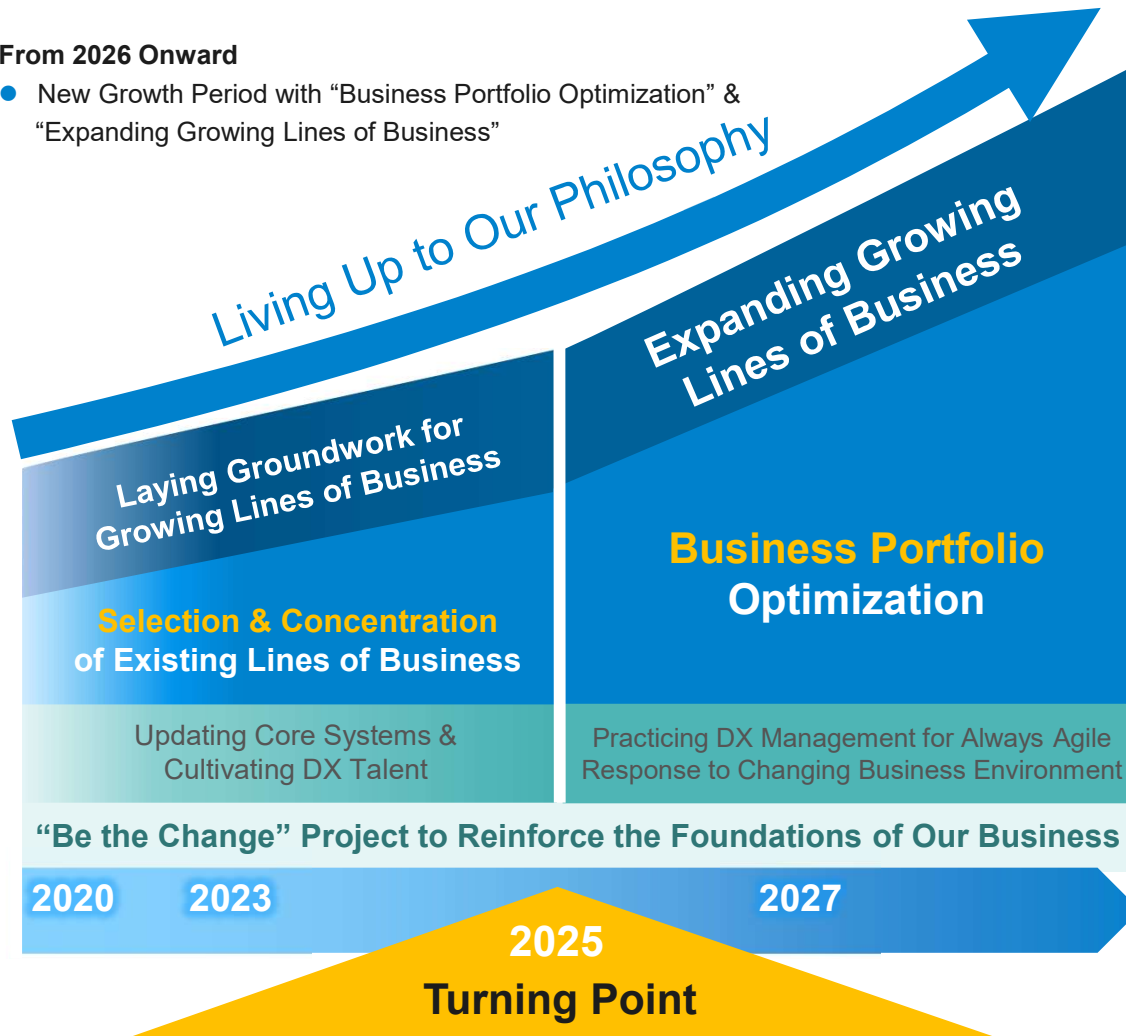 From 2026 Onward
● New Growth Period with “Business Portfolio Optimization” &
“Expanding Growing Lines of Business”
Living Up to Our Philosophy
Expanding Growing
Lines of Business
Laying Groundwork for
Growing Lines of Business
Business Portfolio
Optimization
Selection & Concentration
of Existing Lines of Business
Updating Core Systems &
Cultivating DX Talent
Practicing DX Management for Always Agile
Response to Changing Business Environment
“Be the Change” Project to Reinforce the Foundations of Our Business
2020 2023 2027
2025
Turning Point